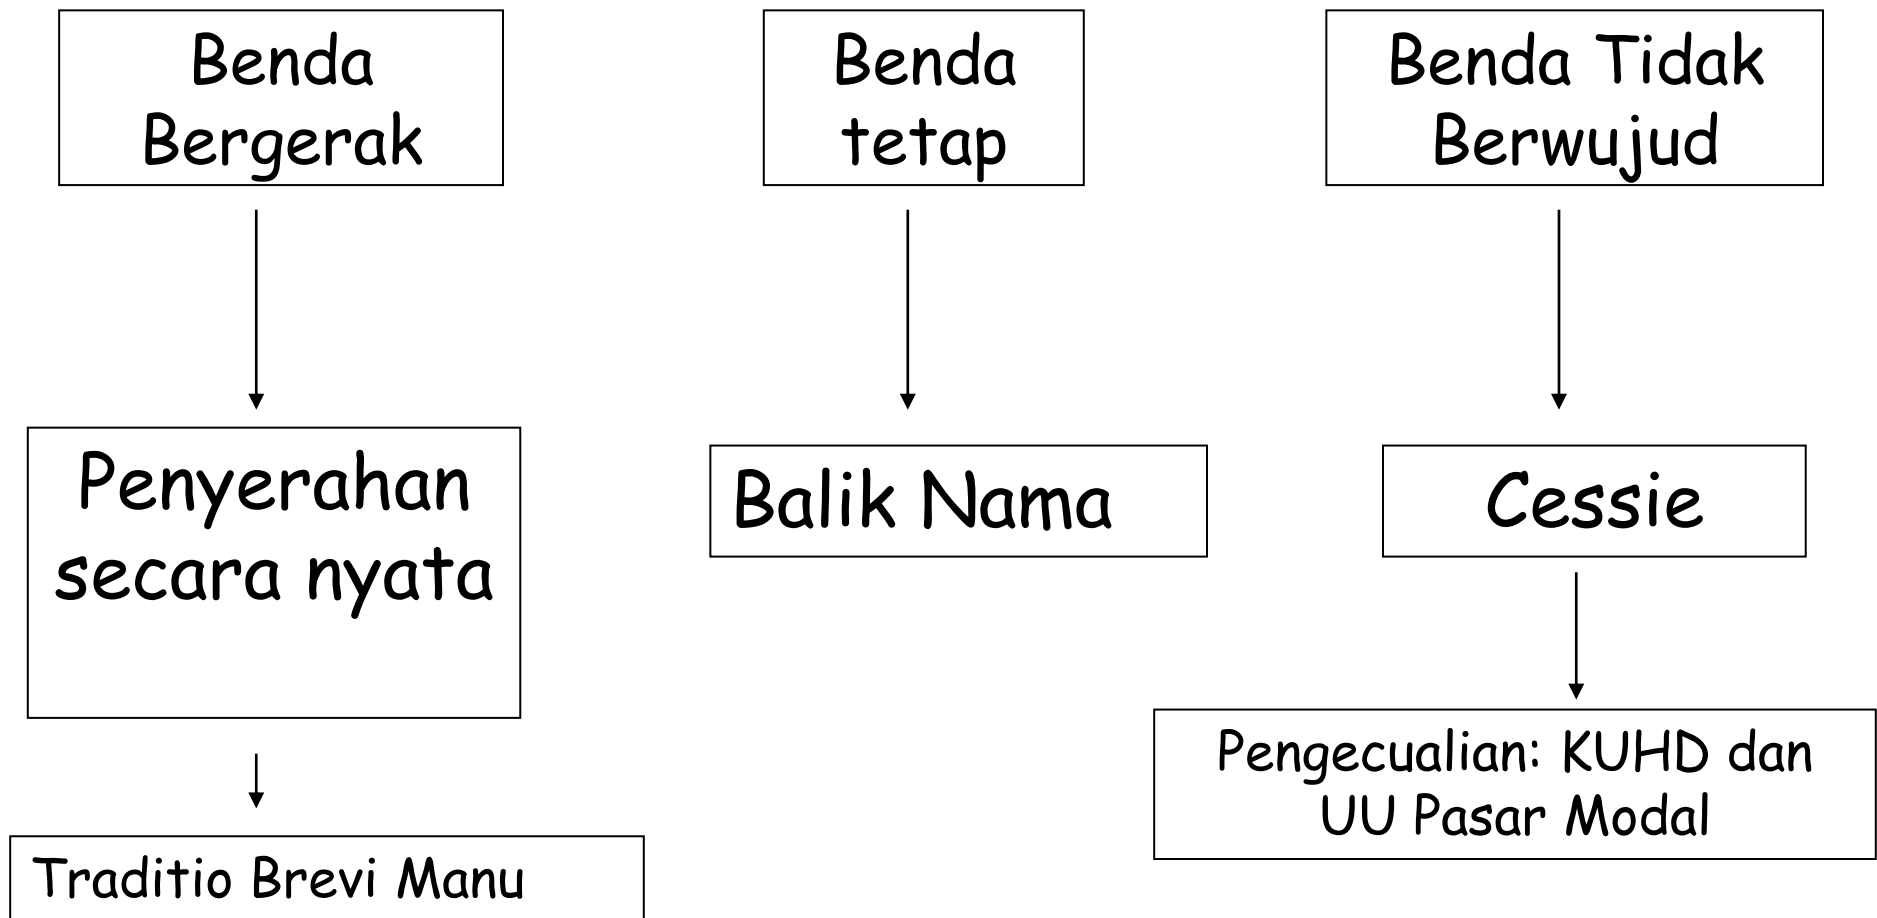 Benda
Bergerak
Benda
tetap
Benda Tidak
Berwujud
Penyerahan
secara nyata
Balik Nama
Cessie
Pengecualian: KUHD dan
UU Pasar Modal
Traditio Brevi Manu